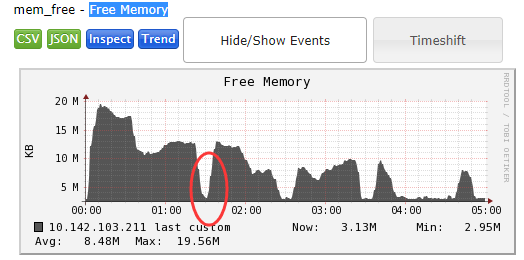 mem_free - Free Memory
CSV JSON Inspect Trend Hide/Show Events Timeshift
Free Memory
20 M
15 M
10 M
5 M
KB
00:00 01:00 02:00 03:00 04:00 05:00
10.142.103.211 last custom Now: 3.13M Min: 2.95M
Avg: 8.48M Max: 19.56M
RRDTOOL / TOBI OETIKER